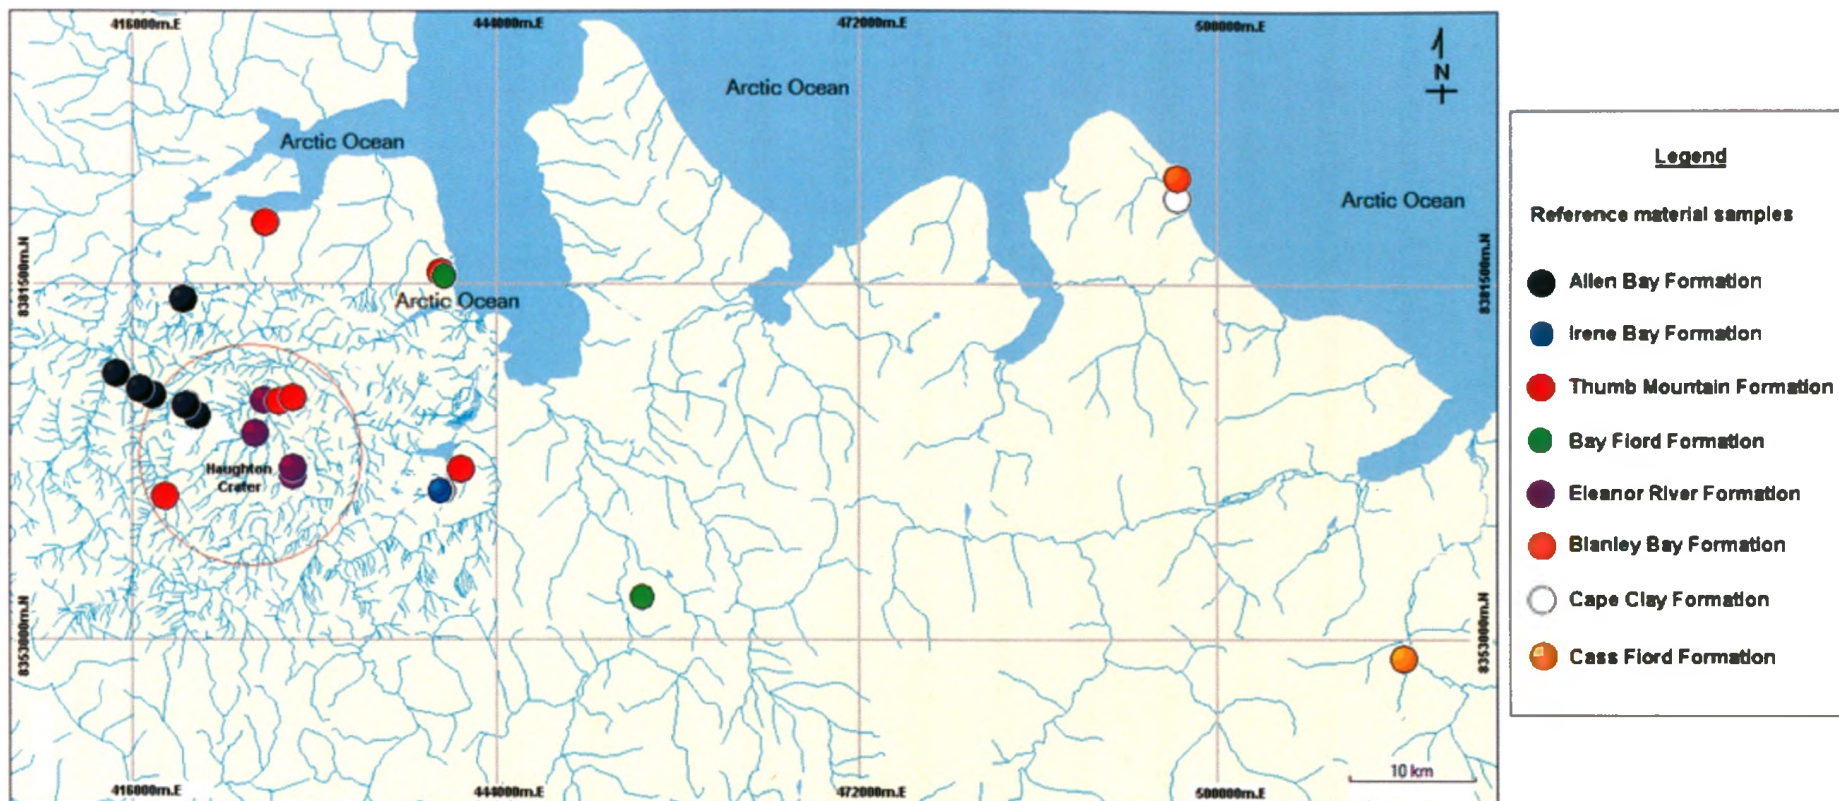 416000m.E
444000m.E
472000m.E
500000m.E
N
Arctic Ocean
Arctic Ocean
Arctic Ocean
Arctic Ocean
8381500m.N
8381500m.N
Haughton
Crater
8353000m.N
8353000m.N
10 km
416000m.E
444000m.E
472000m.E
500000m.E
Legend
Reference material samples
Allen Bay Formation
Irene Bay Formation
Thumb Mountain Formation
Bay Fiord Formation
Eleanor River Formation
Blanley Bay Formation
Cape Clay Formation
Cass Fiord Formation